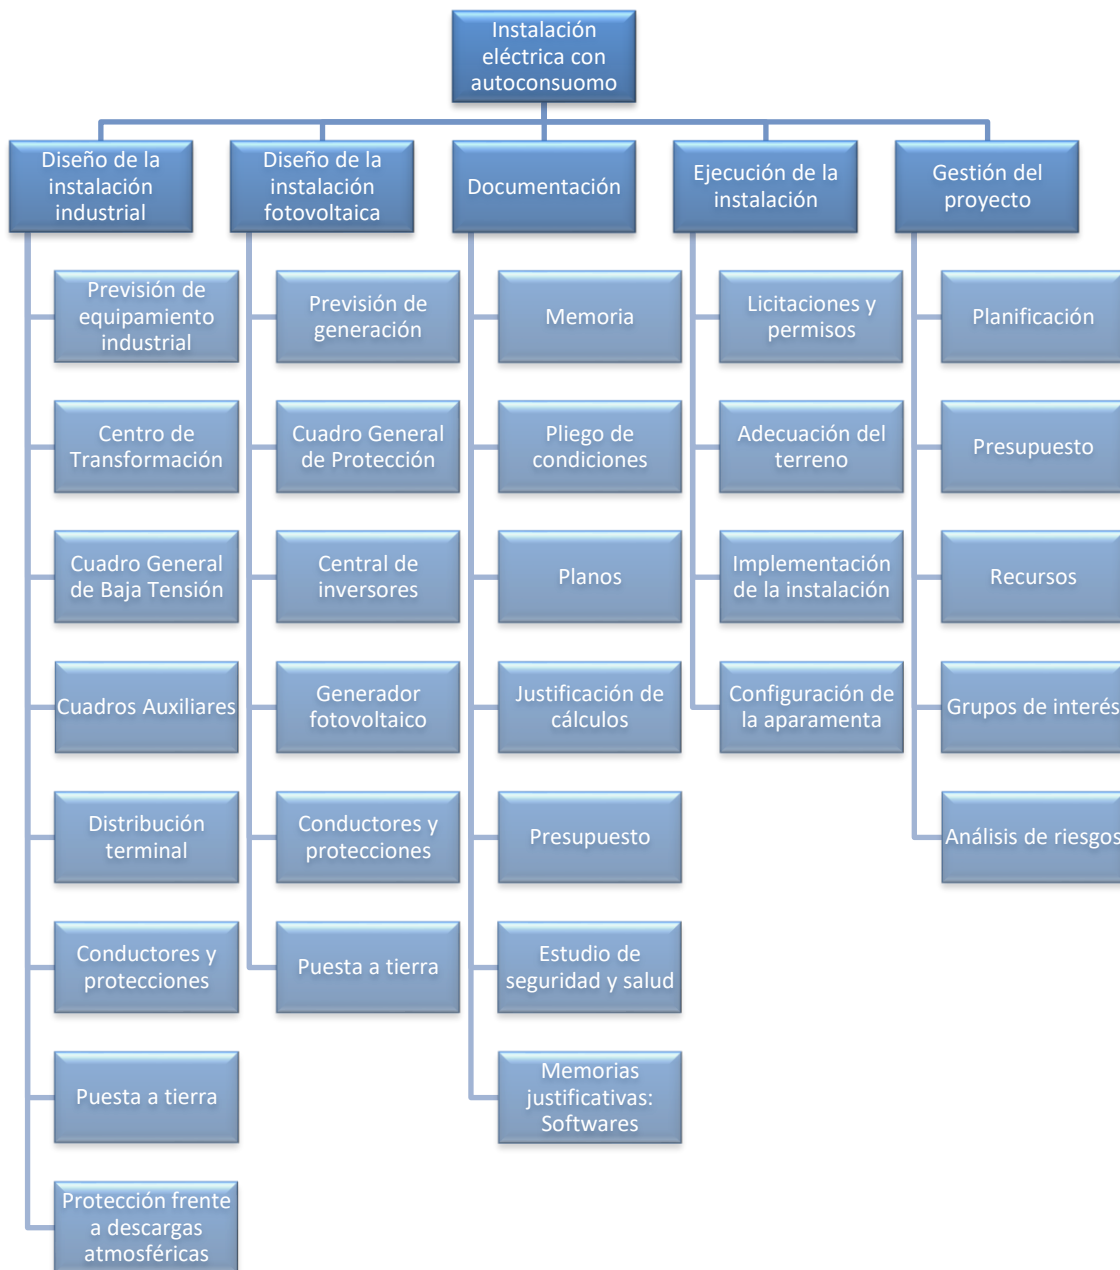 Instalación
eléctrica con
autoconsuomo
Diseño de la
instalación
industrial
Diseño de la
instalación
fotovoltaica
Documentación
Ejecución de la
instalación
Gestión del
proyecto
Previsión de
equipamiento
industrial
Centro de
Transformación
Cuadro General
de Baja Tensión
Cuadros Auxiliares
Distribución
terminal
Conductores y
protecciones
Puesta a tierra
Protección frente
a descargas
atmosféricas
Previsión de
generación
Cuadro General
de Protección
Central de
inversores
Generador
fotovoltaico
Conductores y
protecciones
Puesta a tierra
Memoria
Pliego de
condiciones
Planos
Justificación de
cálculos
Presupuesto
Estudio de
seguridad y salud
Memorias
justificativas:
Softwares
Licitaciones y
permisos
Adecuación del
terreno
Implementación
de la instalación
Configuración de
la aparamenta
Planificación
Presupuesto
Recursos
Grupos de interés
Análisis de riesgos